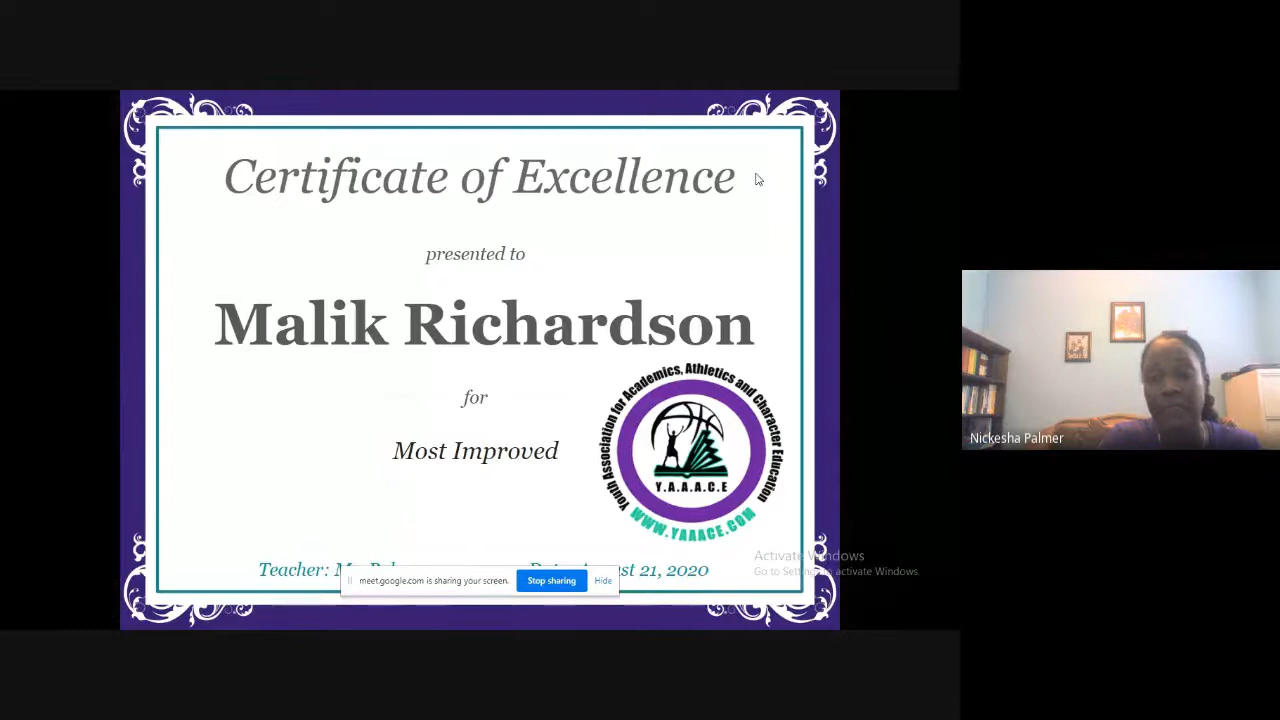 Certificate of Excellence
presented to
Malik Richardson
for
Most Improved
Youth Association for Academics, Athletics and Character Education
Y.A.A.A.C.E
WWW.YAAACE.COM
Teacher: 21, 2020
meet.google.com is sharing your screen. Stop sharing Hide
Activate Windows
Go to Settings to activate Windows.
Nickesha Palmer